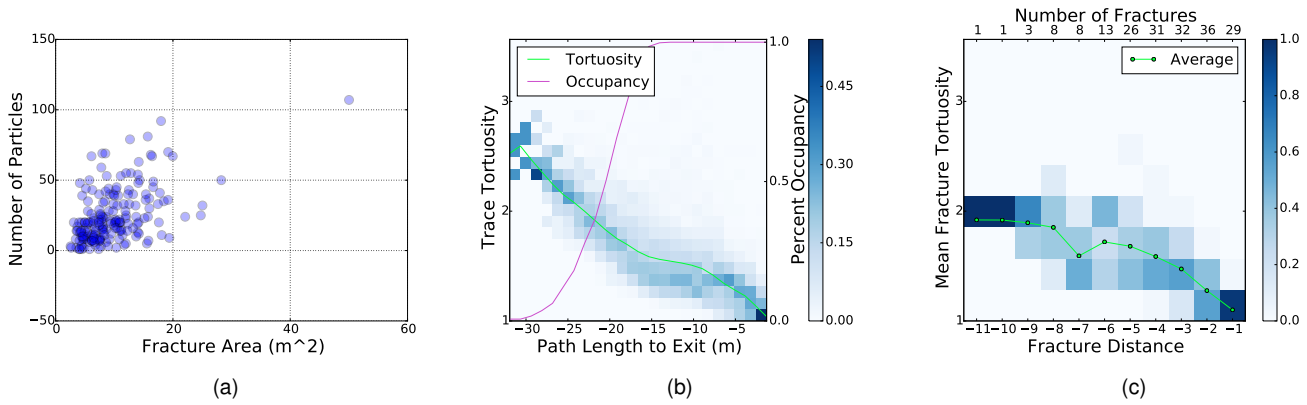 150
100
50
0
−50
0
20
40
60
Number of Particles
Fracture Area (m^2)
(a)
Tortuosity
Occupancy
3
2
1
−30
−25
−20
−15
−10
−5
1.0
0.5
0.0
0.45
0.30
0.15
0.00
Trace Tortuosity
Percent Occupancy
Path Length to Exit (m)
(b)
Number of Fractures
1 1 3 8 8 13 26 31 32 36 29
Average
3
2
1
−11 −10 −9 −8 −7 −6 −5 −4 −3 −2 −1
1.0
0.8
0.6
0.4
0.2
0.0
Mean Fracture Tortuosity
Fracture Distance
(c)